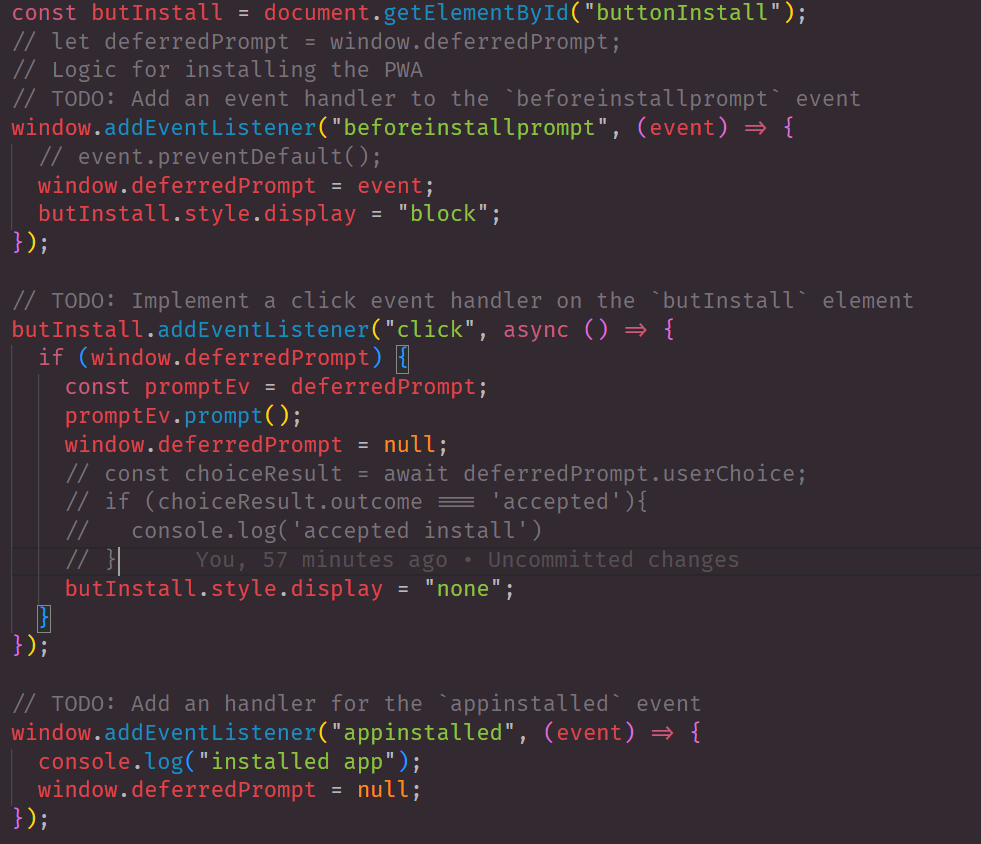 const butInstall = document.getElementById("buttonInstall");
// let deferredPrompt = window.deferredPrompt;
// Logic for installing the PWA
// TODO: Add an event handler to the `beforeinstallprompt` event
window.addEventListener("beforeinstallprompt", (event) => {
  // event.preventDefault();
  window.deferredPrompt = event;
  butInstall.style.display = "block";
});

// TODO: Implement a click event handler on the `butInstall` element
butInstall.addEventListener("click", async () => {
  if (window.deferredPrompt) {
    const promptEv = deferredPrompt;
    promptEv.prompt();
    window.deferredPrompt = null;
    // const choiceResult = await deferredPrompt.userChoice;
    // if (choiceResult.outcome === 'accepted'){
    //   console.log('accepted install')
    // }      You, 57 minutes ago • Uncommitted changes
    butInstall.style.display = "none";
  }
});

// TODO: Add an handler for the `appinstalled` event
window.addEventListener("appinstalled", (event) => {
  console.log("installed app");
  window.deferredPrompt = null;
});